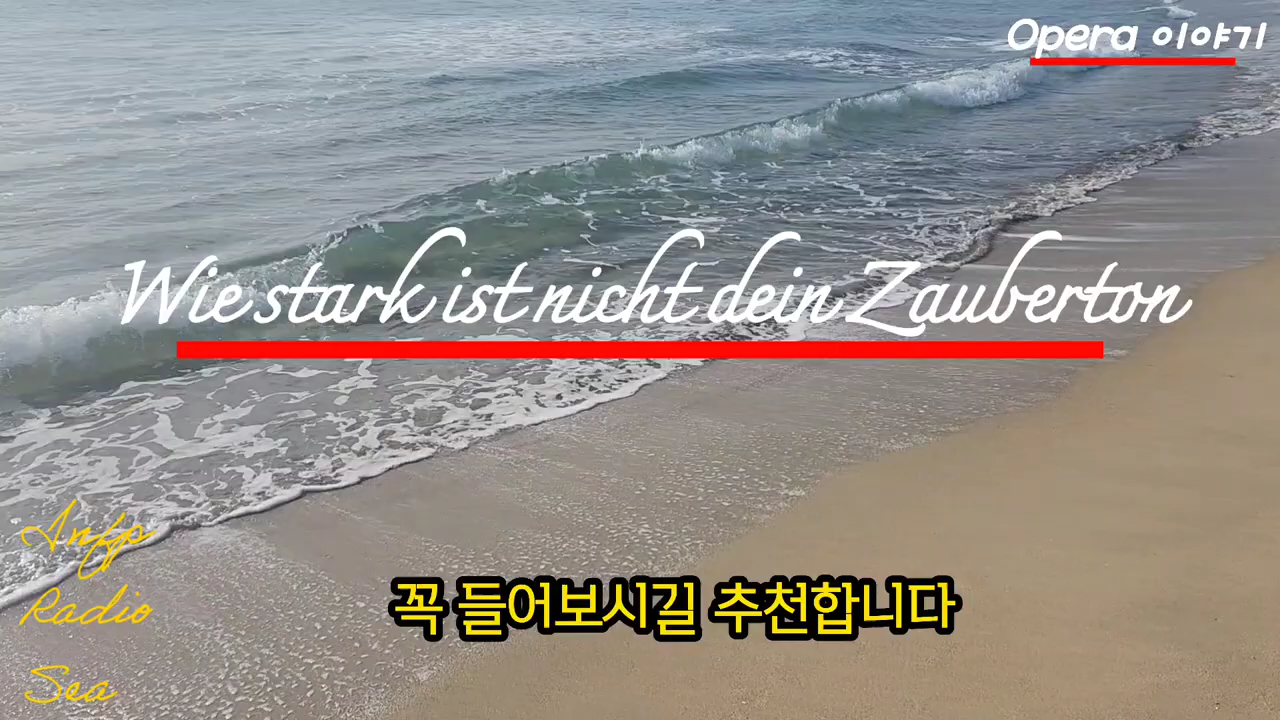 Opera 이야기
Wie stark ist nicht dein Zauberton
Infp
Radio
Sea
꼭 들어보시길 추천합니다